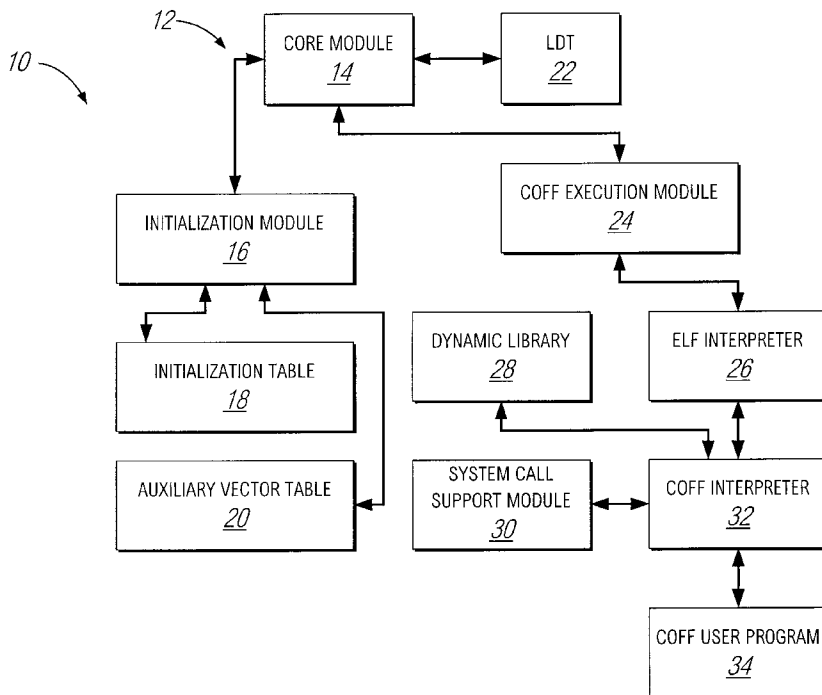 12
10
CORE MODULE
14
LDT
22
INITIALIZATION MODULE
16
COFF EXECUTION MODULE
24
INITIALIZATION TABLE
18
DYNAMIC LIBRARY
28
ELF INTERPRETER
26
AUXILIARY VECTOR TABLE
20
SYSTEM CALL
SUPPORT MODULE
30
COFF INTERPRETER
32
COFF USER PROGRAM
34